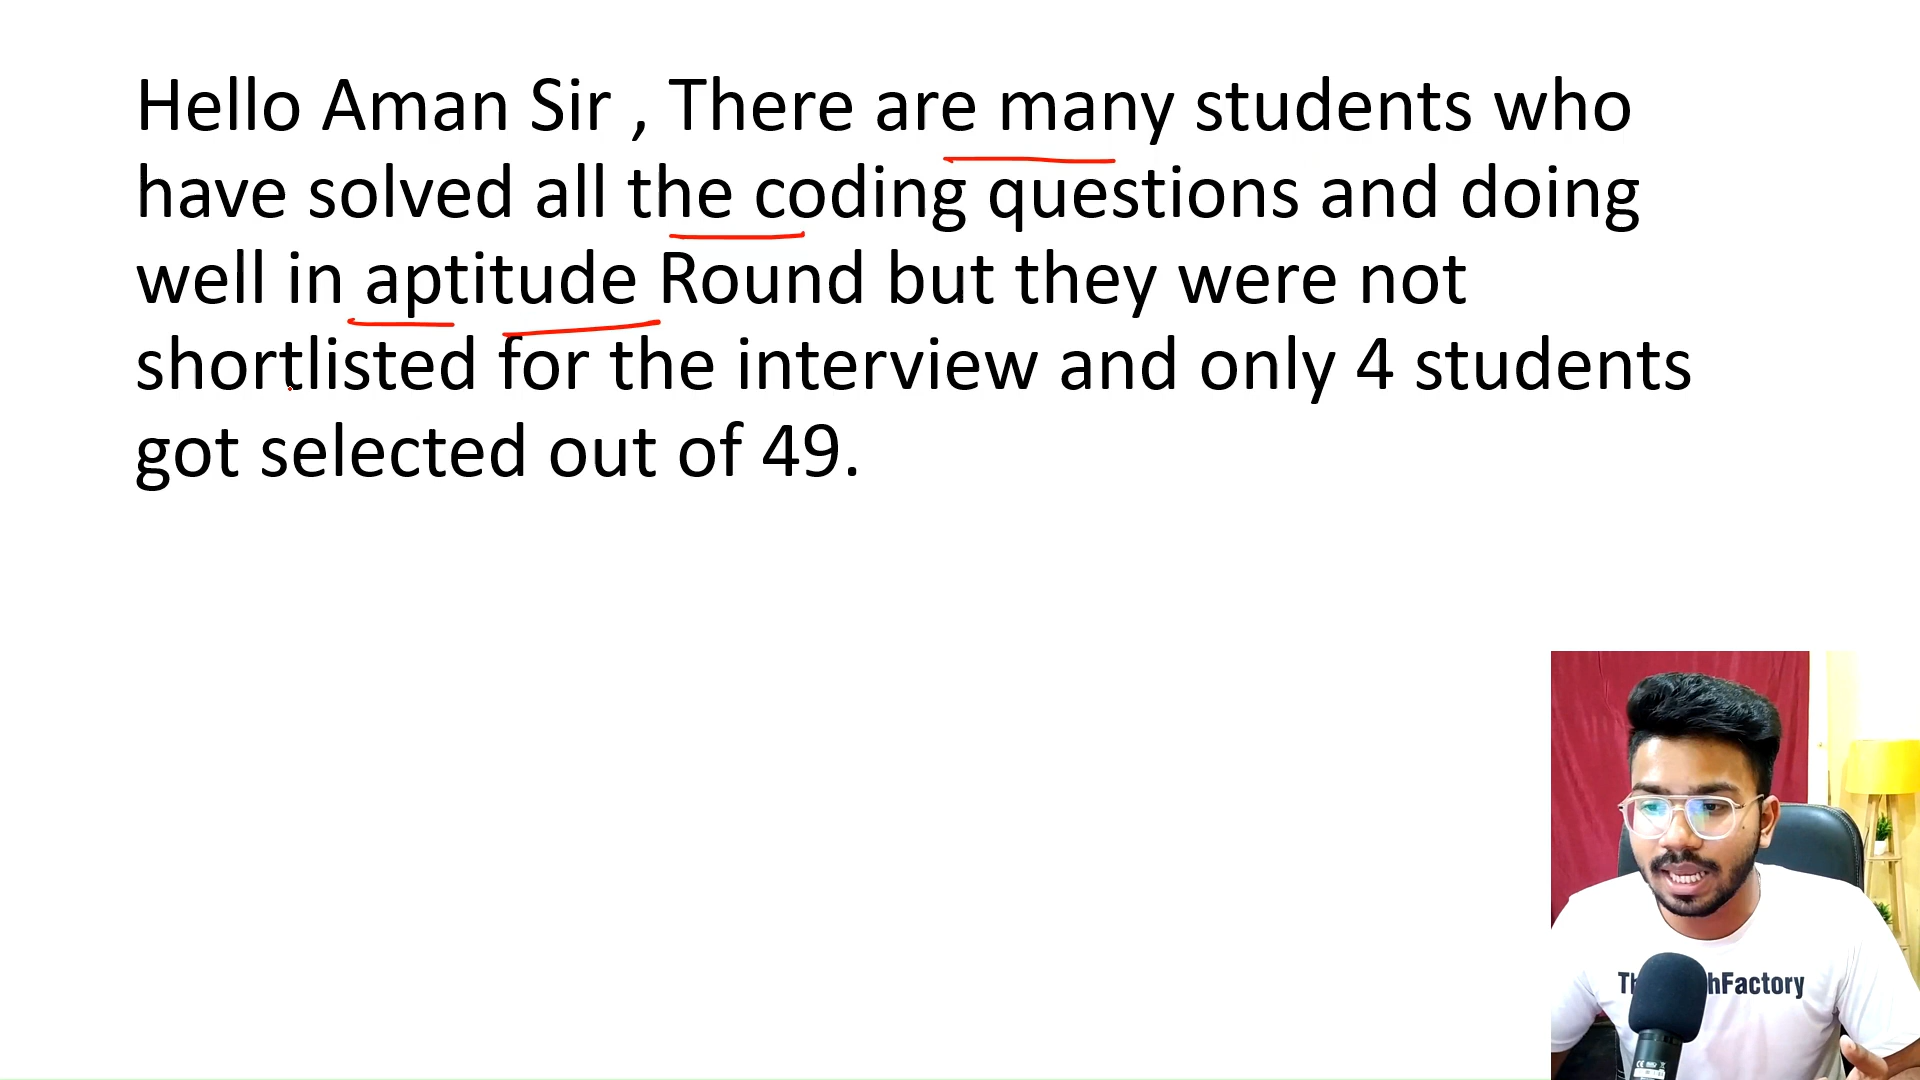 Hello Aman Sir , There are many students who
have solved all the coding questions and doing
well in aptitude Round but they were not
shortlisted for the interview and only 4 students
got selected out of 49.